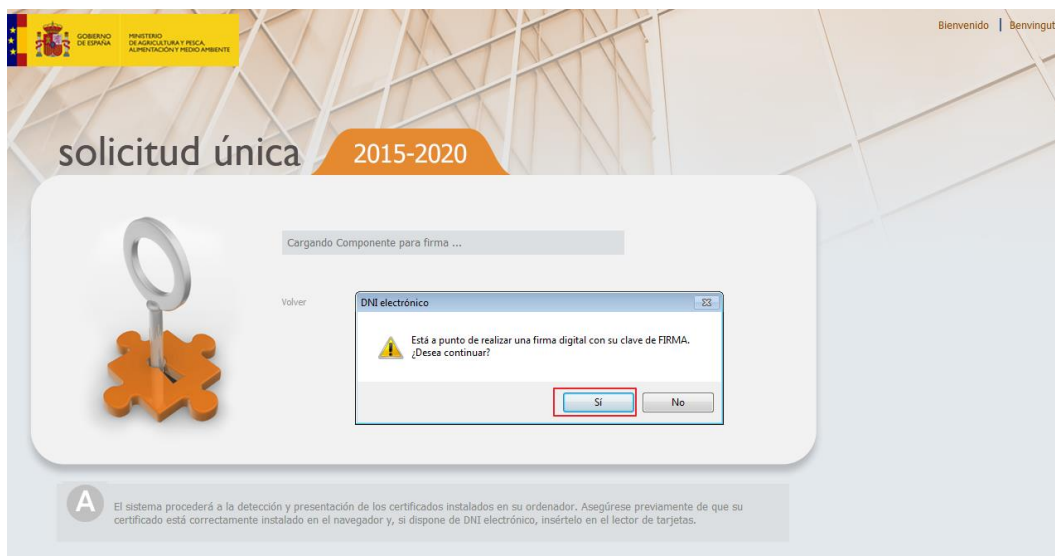 Bienvenido | Benvingut
GOBIERNO
DE ESPAÑA
MINISTERIO
DE AGRICULTURA Y PESCA,
ALIMENTACIÓN Y MEDIO AMBIENTE
solicitud única
2015-2020
Cargando Componente para firma ...
Volver
DNI electrónico
Está a punto de realizar una firma digital con su clave de FIRMA.
¿Desea continuar?
Sí
No
A
El sistema procederá a la detección y presentación de los certificados instalados en su ordenador. Asegúrese previamente de que su
certificado está correctamente instalado en el navegador y, si dispone de DNI electrónico, insértelo en el lector de tarjetas.